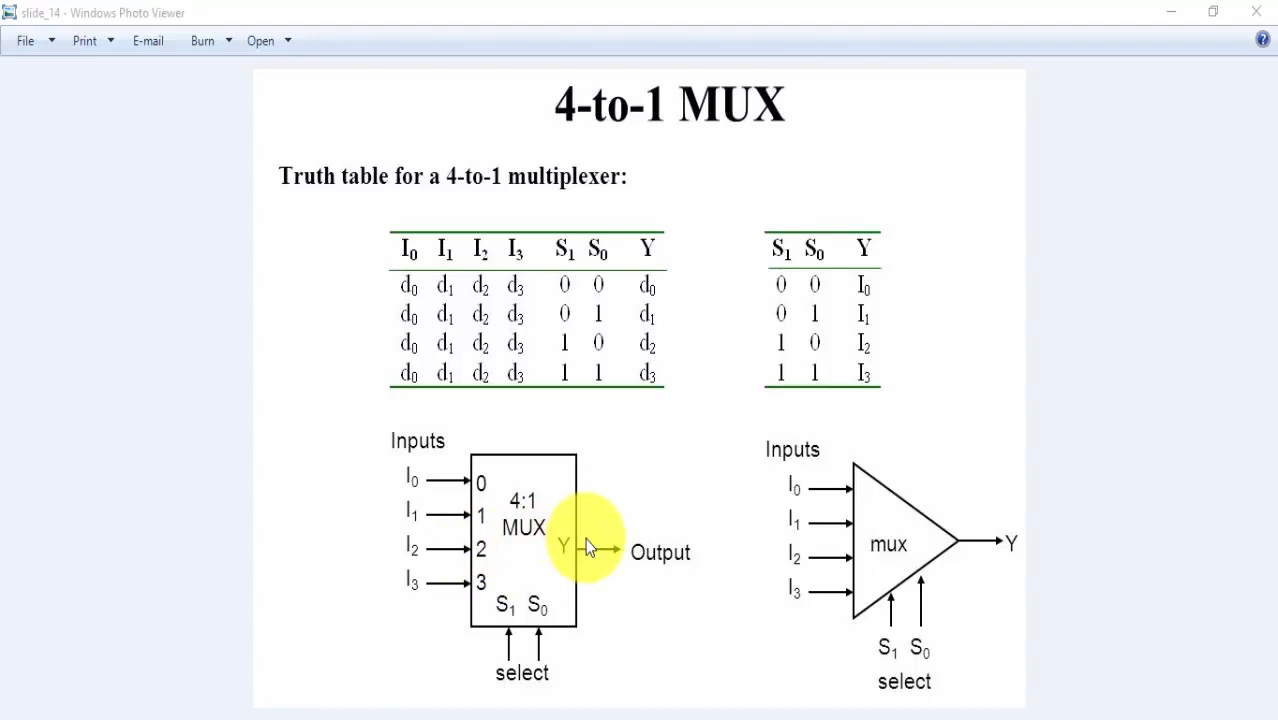 slide_14 - Windows Photo Viewer
File Print E-mail Burn Open
4-to-1 MUX
Truth table for a 4-to-1 multiplexer:
I₀ I₁ I₂ I₃ S₁ S₀ Y
d₀ d₁ d₂ d₃ 0 0 d₀
d₀ d₁ d₂ d₃ 0 1 d₁
d₀ d₁ d₂ d₃ 1 0 d₂
d₀ d₁ d₂ d₃ 1 1 d₃
S₁ S₀ Y
0 0 I₀
0 1 I₁
1 0 I₂
1 1 I₃
Inputs
I₀ 0
I₁ 1
I₂ 2
I₃ 3
4:1
MUX
Y Output
S₁ S₀
select
Inputs
I₀
I₁
I₂
I₃
mux
Y
S₁ S₀
select